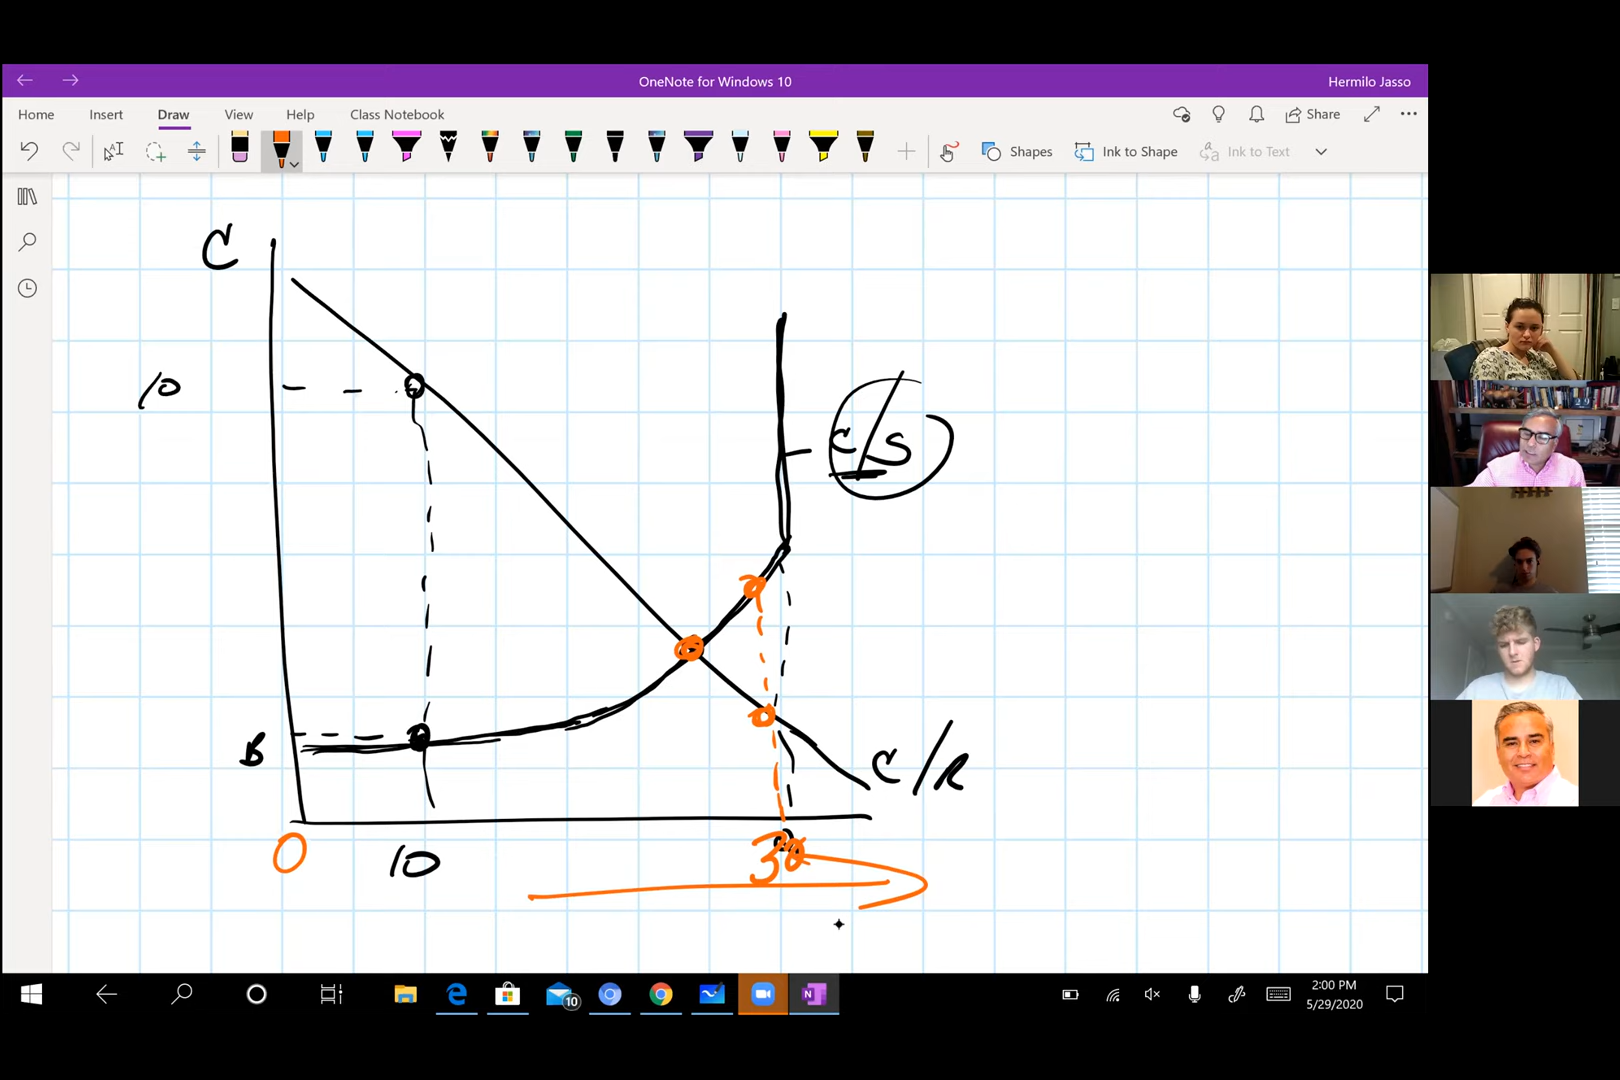 OneNote for Windows 10
Hermilo Jasso
Home Insert Draw View Help Class Notebook
Share
Shapes Ink to Shape Ink to Text
C
10
C/S
B
C/R
0 10 30
10
2:00 PM
5/29/2020